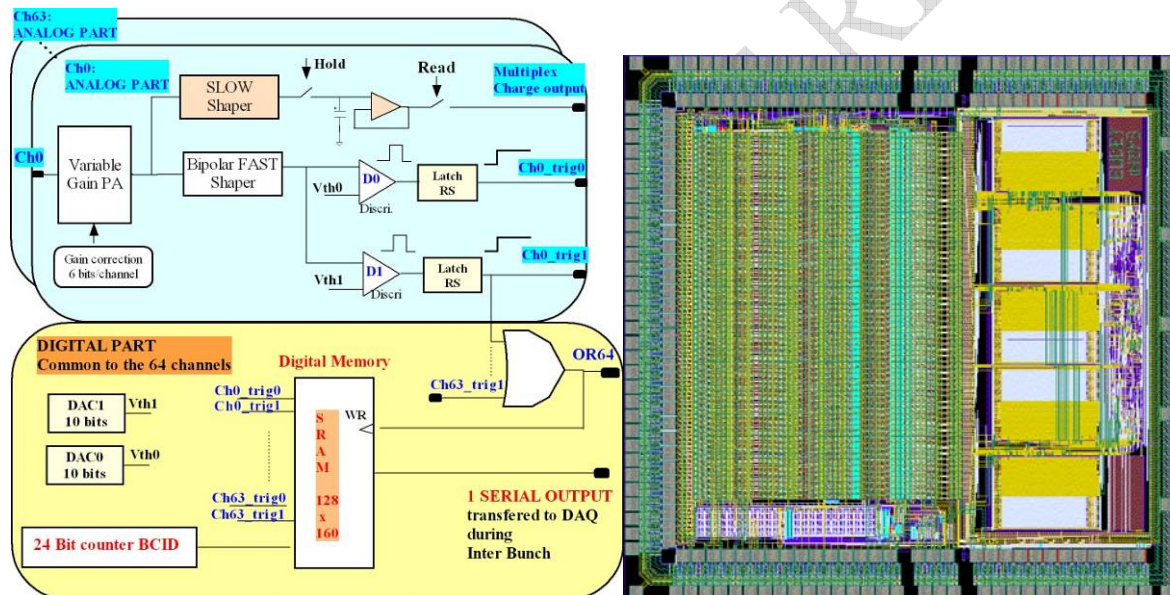 Ch63:
ANALOG PART
Ch0:
ANALOG PART
Hold
Read
Multiplex
Charge output
SLOW
Shaper
Ch0
Variable
Gain PA
Bipolar FAST
Shaper
Vth0
D0
Discri.
Latch
RS
Ch0_trig0
Gain correction
6 bits/channel
Vth1
D1
Discri
Latch
RS
Ch0_trig1
DIGITAL PART
Common to the 64 channels
Digital Memory
OR64
Ch63_trig1
Ch0_trig0
Ch0_trig1
WR
DAC1
10 bits
Vth1
DAC0
10 bits
Vth0
S
R
A
M
128
x
160
Ch63_trig0
Ch63_trig1
1 SERIAL OUTPUT
transfered to DAQ
during
Inter Bunch
24 Bit counter BCID